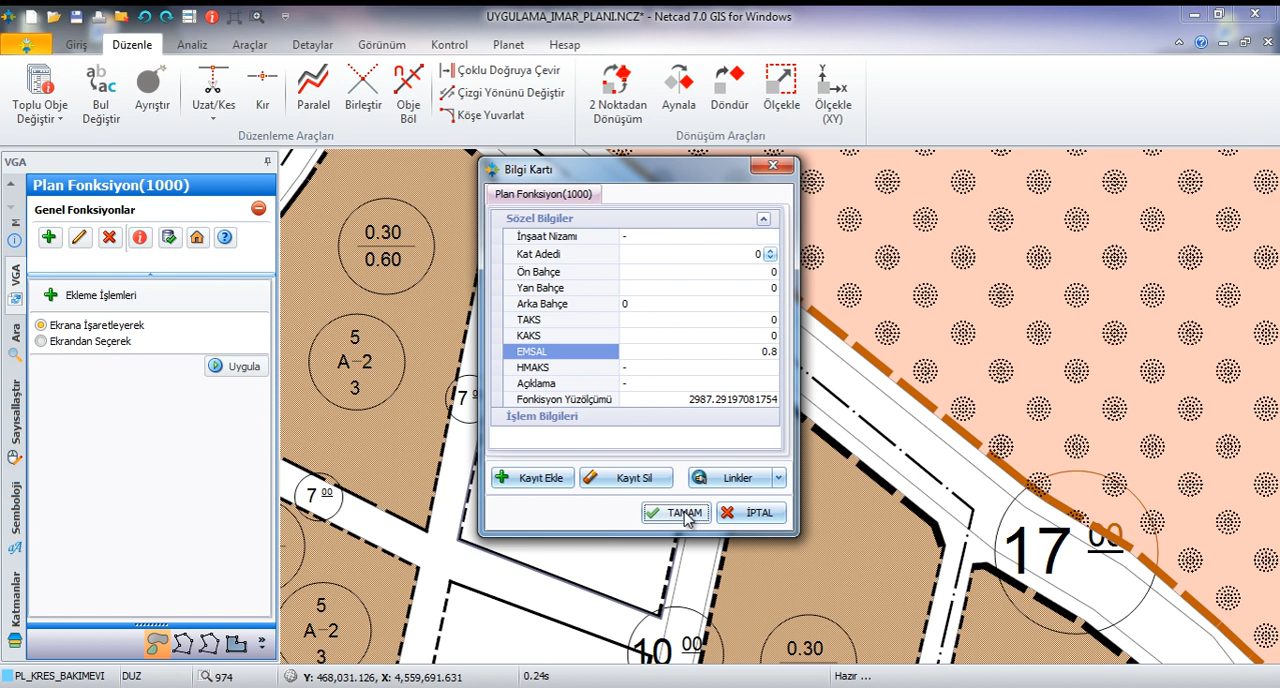 UYGULAMA_IMAR_PLANI.NCZ* - Netcad 7.0 GIS for Windows
Giriş Düzenle Analiz Araçlar Detaylar Görünüm Kontrol Planet Hesap
Toplu Obje Değiştir
Bul Değiştir
Ayrıştır
Uzat/Kes
Kır
Paralel
Birleştir
Obje Böl
Çoklu Doğruya Çevir
Çizgi Yönünü Değiştir
Köşe Yuvarlat
2 Noktadan Dönüşüm
Aynala
Döndür
Ölçekle
Ölçekle (XY)
Düzenleme Araçları
Dönüşüm Araçları
VGA
Plan Fonksiyon(1000)
Genel Fonksiyonlar
Ekleme İşlemleri
Ekrana İşaretleyerek
Ekrandan Seçerek
Uygula
M
VGA
Ara
Sayısallaştır
Semboloji
Katmanlar
0.30
0.60
5
A-2
3
7 00
5
A-2
3
7 0
10 00
0.30
17 00
Bilgi Kartı
Plan Fonksiyon(1000)
Sözel Bilgiler
İnşaat Nizamı -
Kat Adedi 0
Ön Bahçe 0
Yan Bahçe 0
Arka Bahçe 0
TAKS 0
KAKS 0
EMSAL 0.8
HMAKS -
Açıklama -
Fonkisyon Yüzölçümü 2987.29197081754
İşlem Bilgileri
Kayıt Ekle Kayıt Sil Linkler
TAMAM İPTAL
PL_KRES_BAKIMEVI DUZ 974 Y: 468,031.126, X: 4,559,691.631 0.24s Hazır ...